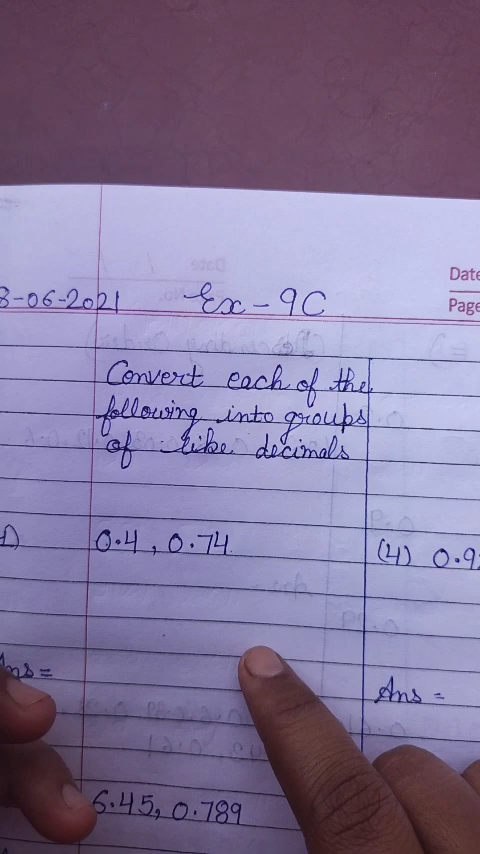 Date
Page
8-06-2021 Ex - 9C
Convert each of the
following into groups
of like decimals
1) 0.4, 0.74
(4) 0.9
Ans =
Ans =
6.45, 0.789